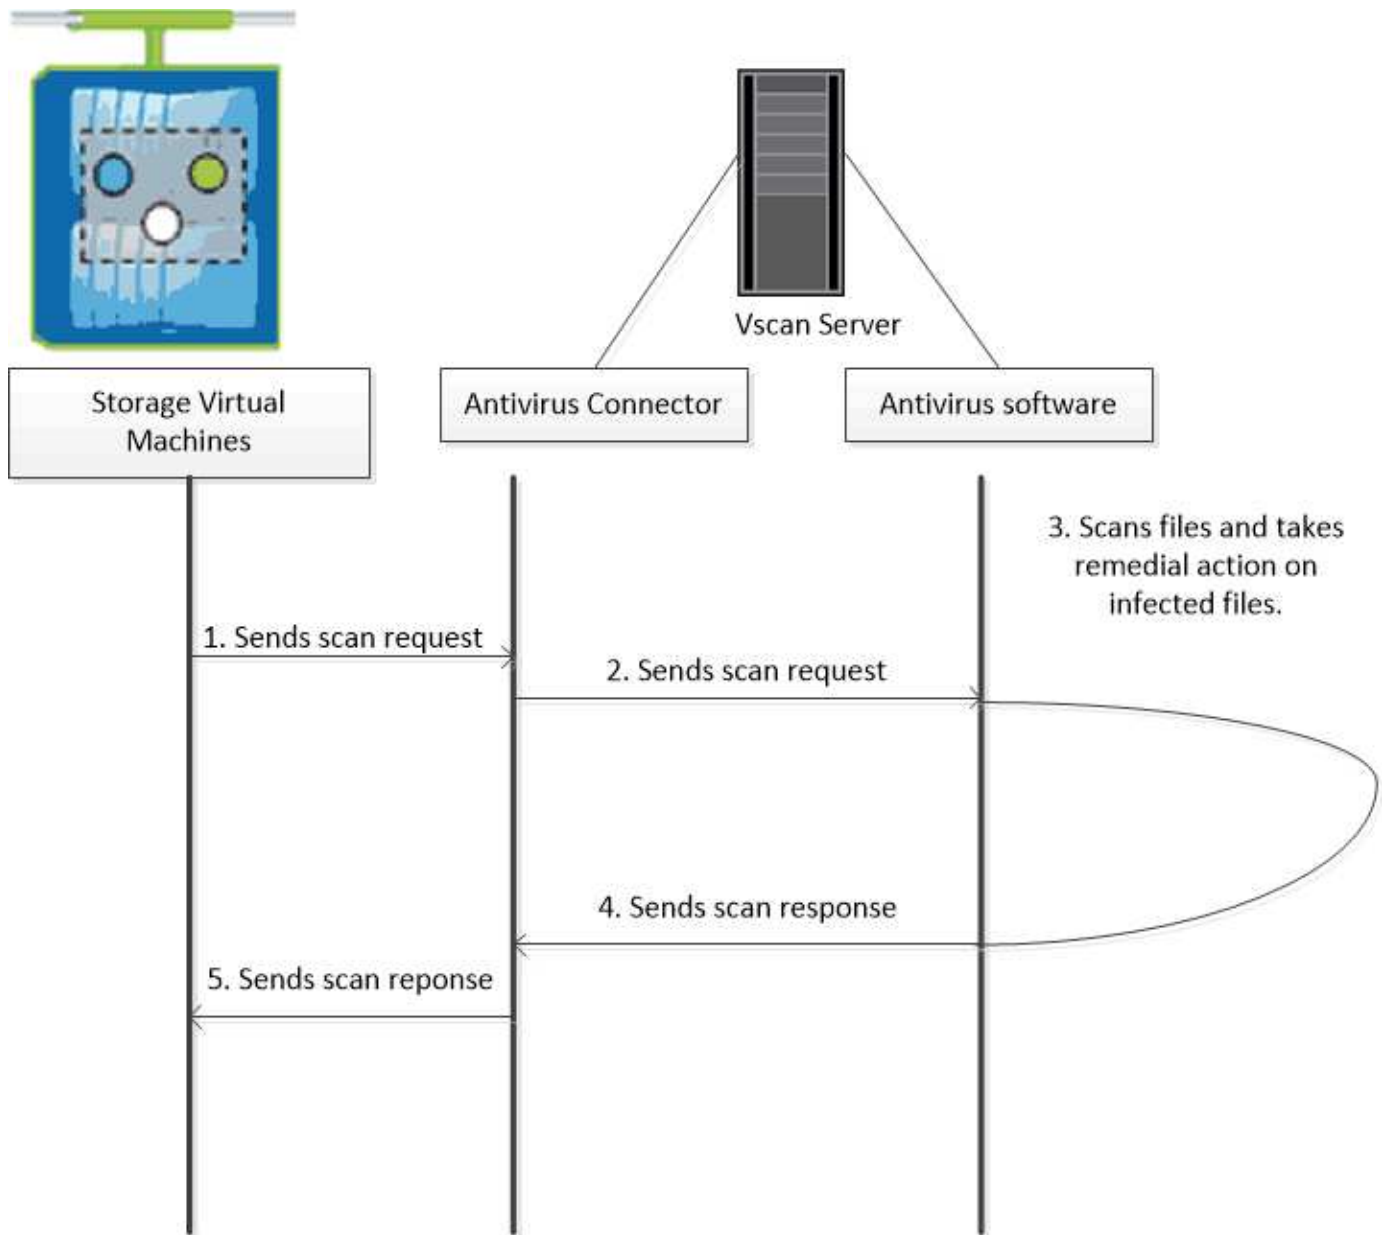 Vscan Server
Storage Virtual
Machines
Antivirus Connector
Antivirus software
3. Scans files and takes
remedial action on
infected files.
1. Sends scan request
2. Sends scan request
4. Sends scan response
5. Sends scan reponse